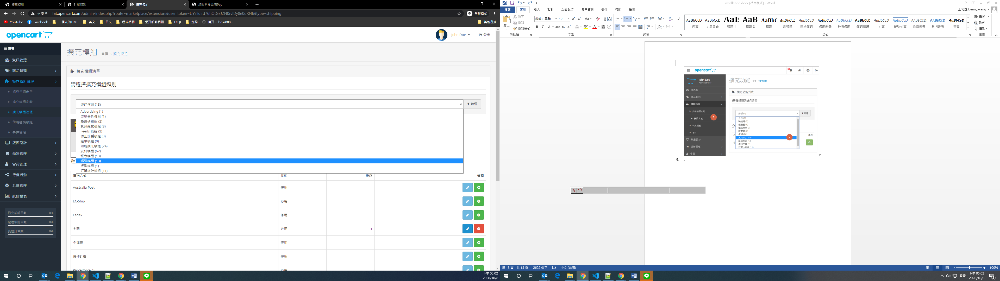 擴充模組
訂單管理
擴充模組
紅陽科技台灣Pay
不安全 | fat.opencart.com/admin/index.php?route=marketplace/extension&user_token=UYsiiuird76hQtGEJZN0rvIDy8e0qRNf&type=shipping
無痕模式
YouTube
Facebook
一個人的TIME
日文
英文
程式相關
網頁設計相關
DIQI
紅陽
首頁 – iboss888 –...
其他書籤
opencart
John Doe
登出
導覽
資訊總覽
商品管理
擴充模組管理
擴充模組市集
擴充模組安裝
擴充模組管理
代碼替換模組
事件管理
版面設計
銷售管理
會員管理
行銷活動
系統管理
統計報表
已完成訂單數 0%
處理中訂單數 0%
其他訂單數 0%
擴充模組 首頁 › 擴充模組
擴充模組清單
請選擇擴充模組類別
運送模組 (13)
篩選
Advertising (1)
流量分析模組 (1)
驗證碼模組 (2)
資訊總覽模組 (8)
Feeds 模組 (2)
防止詐騙模組 (3)
選單模組 (0)
功能擴充模組 (24)
支付模組 (62)
報表模組 (13)
運送模組 (13)
版型模組 (1)
訂單總計模組 (11)
運
運送方式 狀態 排序 管理
Australia Post 停用
EC-Ship 停用
Fedex 停用
宅配 啟用 1
免運費 停用
按件計費 停用
Parcelforce 48 停用
下午 05:02
2020/10/8
Installation.docx [相容模式] - Word
檔案 常用 插入 設計 版面配置 參考資料 郵件 校閱 檢視
王博霆 benny.wang
貼上
剪下
複製
複製格式
剪貼簿
微軟正黑體 12
字型
段落
AaBbCcD
內文
AaBbCcD
無間距
標題 1
標題 2
標題
AaBbCcD
副標題
AaBbCcD
區別強調
AaBbCcD
強調斜體
AaBbCcD
鮮明強調
AaBbCcD
強調粗體
AaBbCcD
引文
AaBbCcD
鮮明引文
AaBbCcD
區別參考
AaBbCcD
鮮明參考
AaBbCcD
書名
樣式
尋找
取代
選取
編輯
opencart
John Doe
Administrator
儀表盤
商品目錄
擴展功能
安裝擴展功能
擴展功能
代碼調整
事件
規劃設計
銷售管理
會員
1
擴充功能 首頁 擴充功能
擴充功能列表
選擇擴充功能類型
分析 (1)
篩選
分析 (1)
驗證碼 (2)
儀表盤 (8)
輸出共享 (3)
防欺詐 (3)
模組 (26)
支付方式 (52)
配送方式 (12)
模板主題 (1)
訂單小計項 (11)
2
操作
3.
A 半
第 13 頁，共 13 頁 2622 個字 中文 (台灣)
100%
繁體
下午 05:02
2020/10/8
2